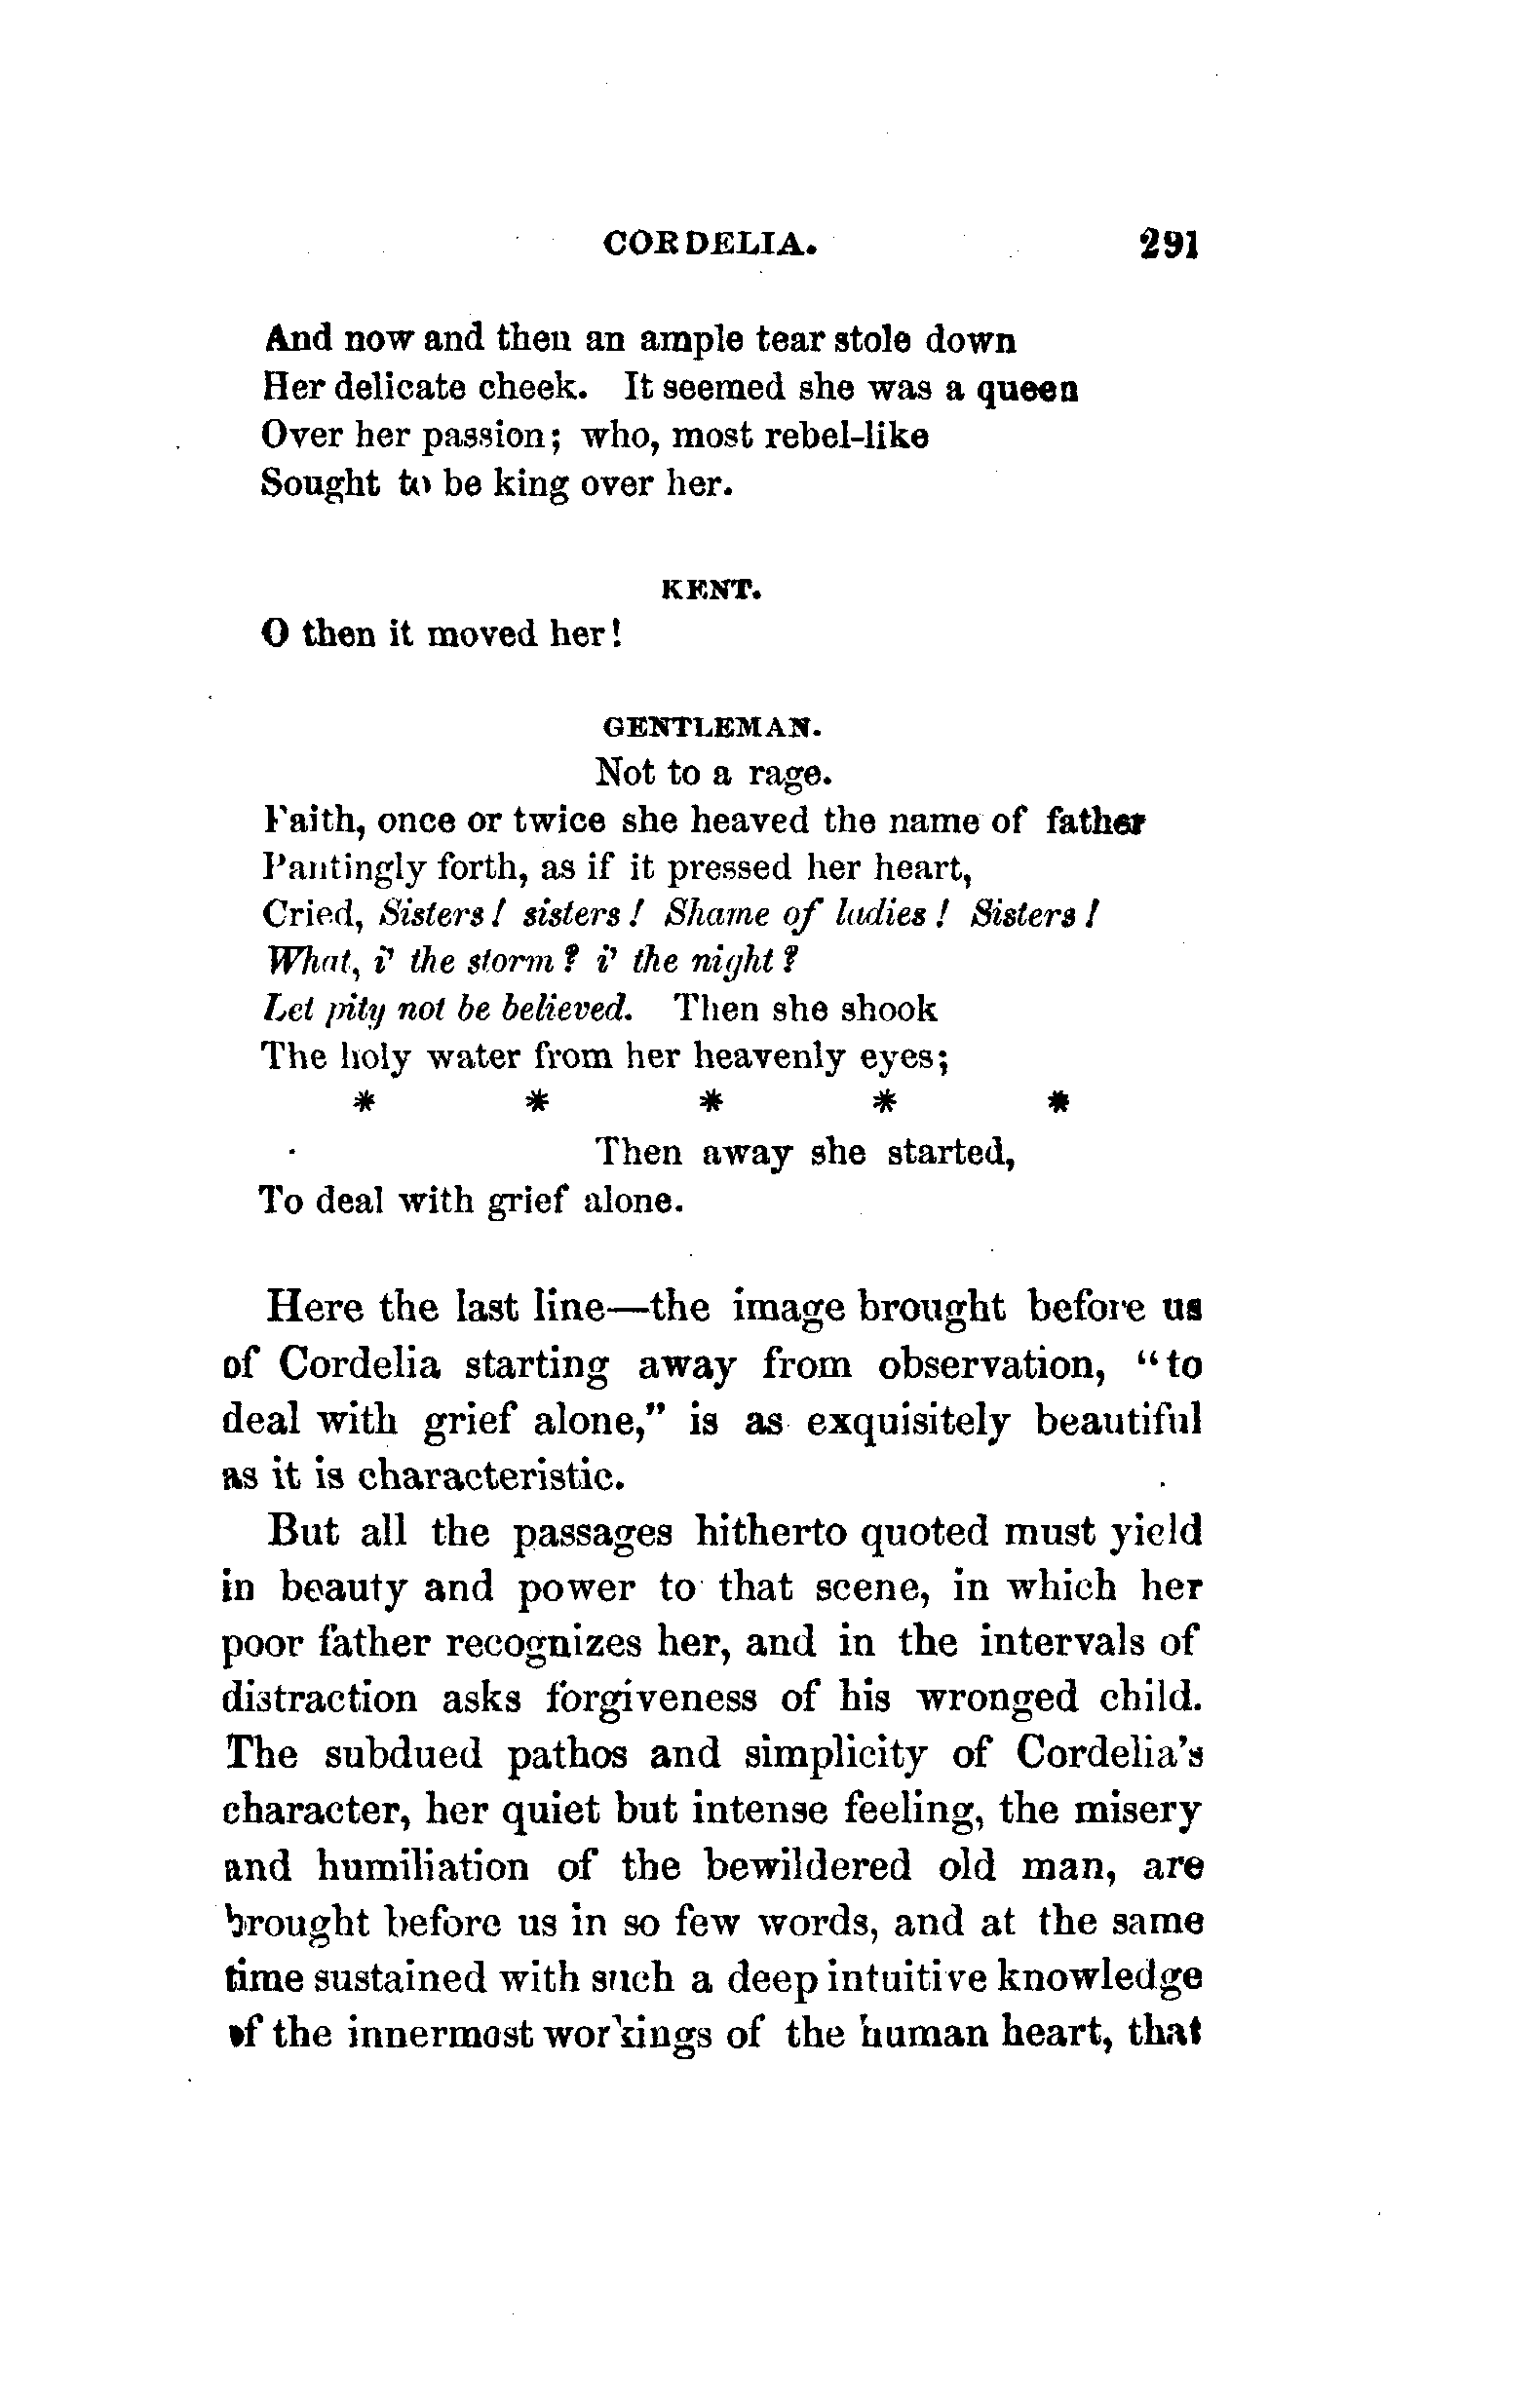 CORDELIA. 291
And now and then an ample tear stole down
Her delicate cheek. It seemed she was a queen
Over her passion; who, most rebel-like
Sought to be king over her.
KENT.
O then it moved her!
GENTLEMAN.
Not to a rage.
Faith, once or twice she heaved the name of father
Pantingly forth, as if it pressed her heart,
Cried, Sisters! sisters! Shame of ladies! Sisters!
What, i' the storm? i' the night?
Let pity not be believed. Then she shook
The holy water from her heavenly eyes;
* * * * *
Then away she started,
To deal with grief alone.
Here the last line—the image brought before us
of Cordelia starting away from observation, "to
deal with grief alone," is as exquisitely beautiful
as it is characteristic.
But all the passages hitherto quoted must yield
in beauty and power to that scene, in which her
poor father recognizes her, and in the intervals of
distraction asks forgiveness of his wronged child.
The subdued pathos and simplicity of Cordelia's
character, her quiet but intense feeling, the misery
and humiliation of the bewildered old man, are
brought before us in so few words, and at the same
time sustained with such a deep intuitive knowledge
of the innermost workings of the human heart, that